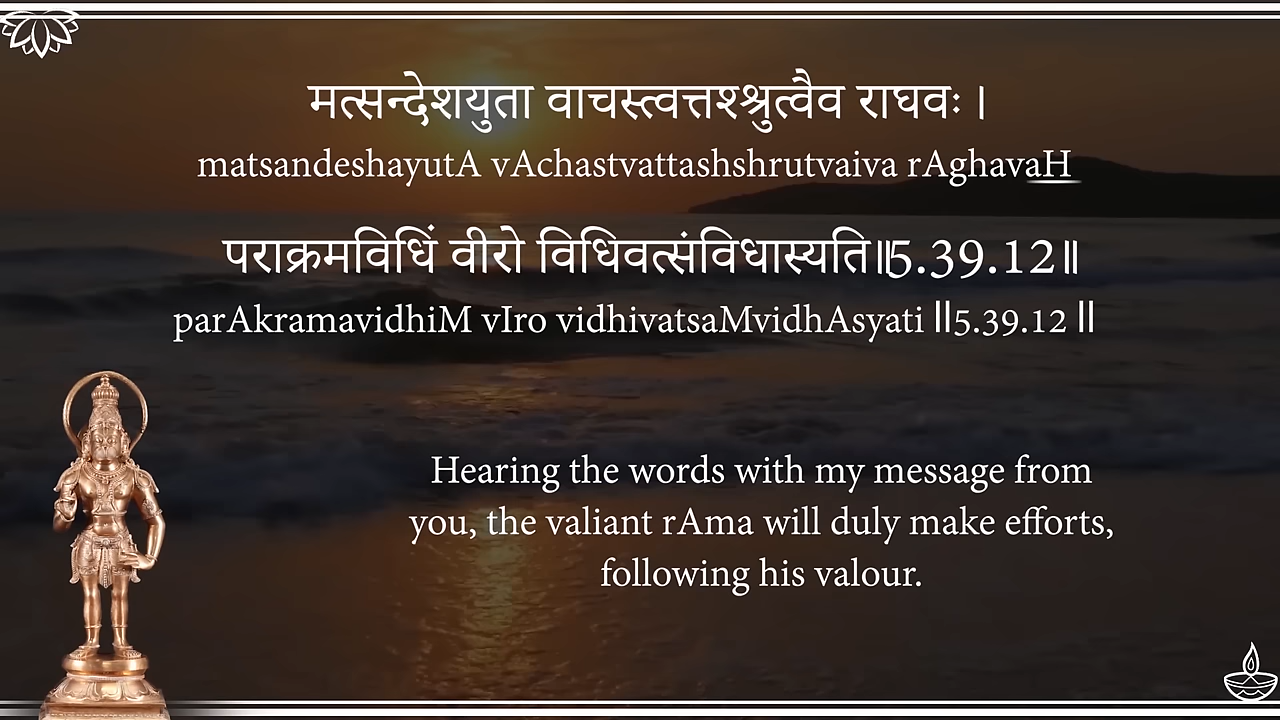 मत्सन्देशयुता वाचस्त्वत्तश्श्रुत्वैव राघवः ।
matsandeshayutA vAchastvattashshrutvaiva rAghavaH
पराक्रमविधिं वीरो विधिवत्संविधास्यति॥5.39.12॥
parAkramavidhiM vIro vidhivatsaMvidhAsyati ॥5.39.12 ॥
Hearing the words with my message from
you, the valiant rAma will duly make efforts,
following his valour.